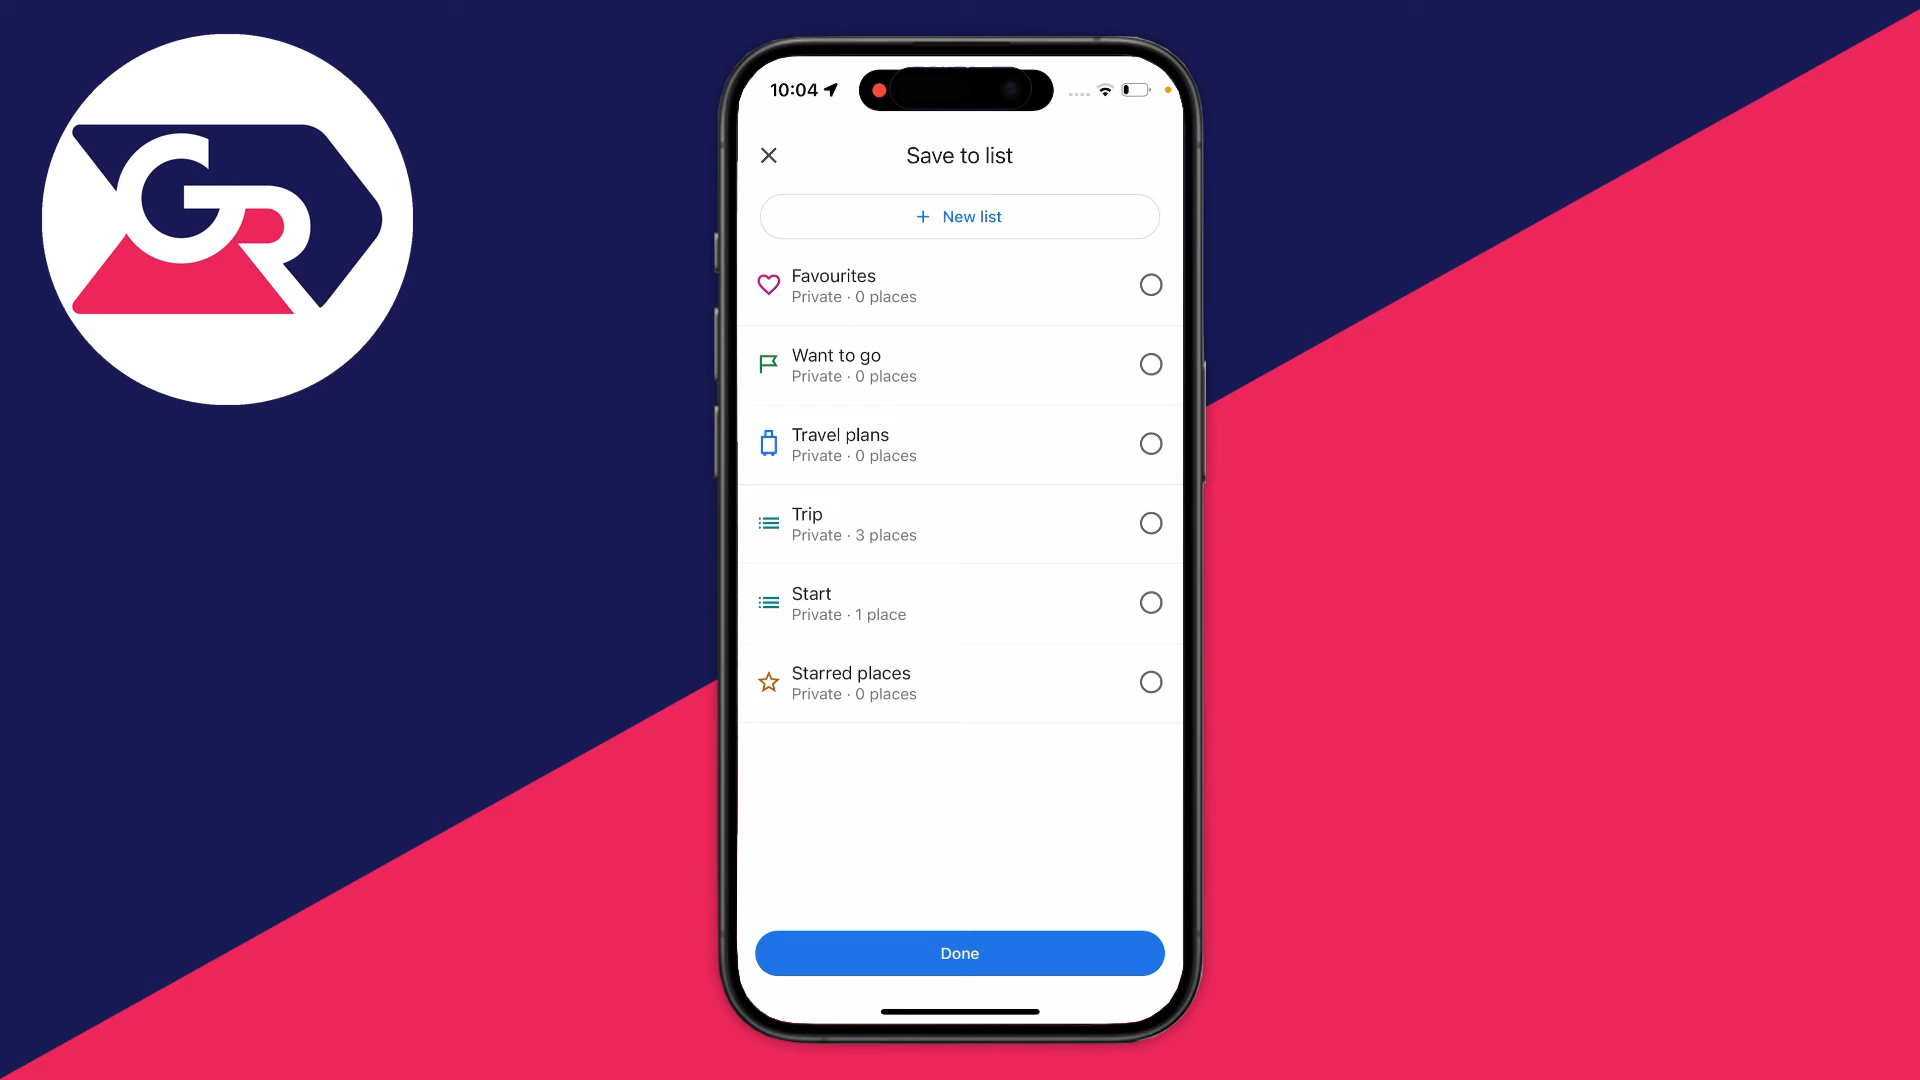 GR
10:04
Save to list
+ New list
Favourites
Private · 0 places
Want to go
Private · 0 places
Travel plans
Private · 0 places
Trip
Private · 3 places
Start
Private · 1 place
Starred places
Private · 0 places
Done